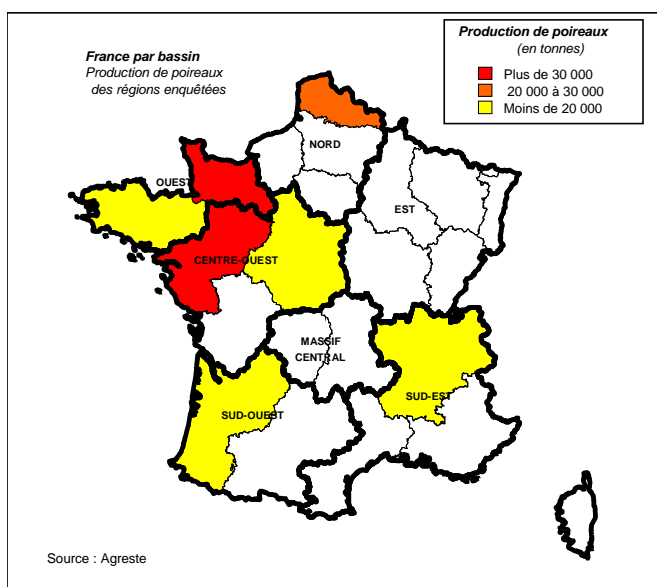 France par bassin
Production de poireaux
des régions enquêtées
Production de poireaux
(en tonnes)
Plus de 30 000
20 000 à 30 000
Moins de 20 000
NORD
OUEST
EST
CENTRE-OUEST
MASSIF
CENTRAL
SUD-EST
SUD-OUEST
Source : Agreste